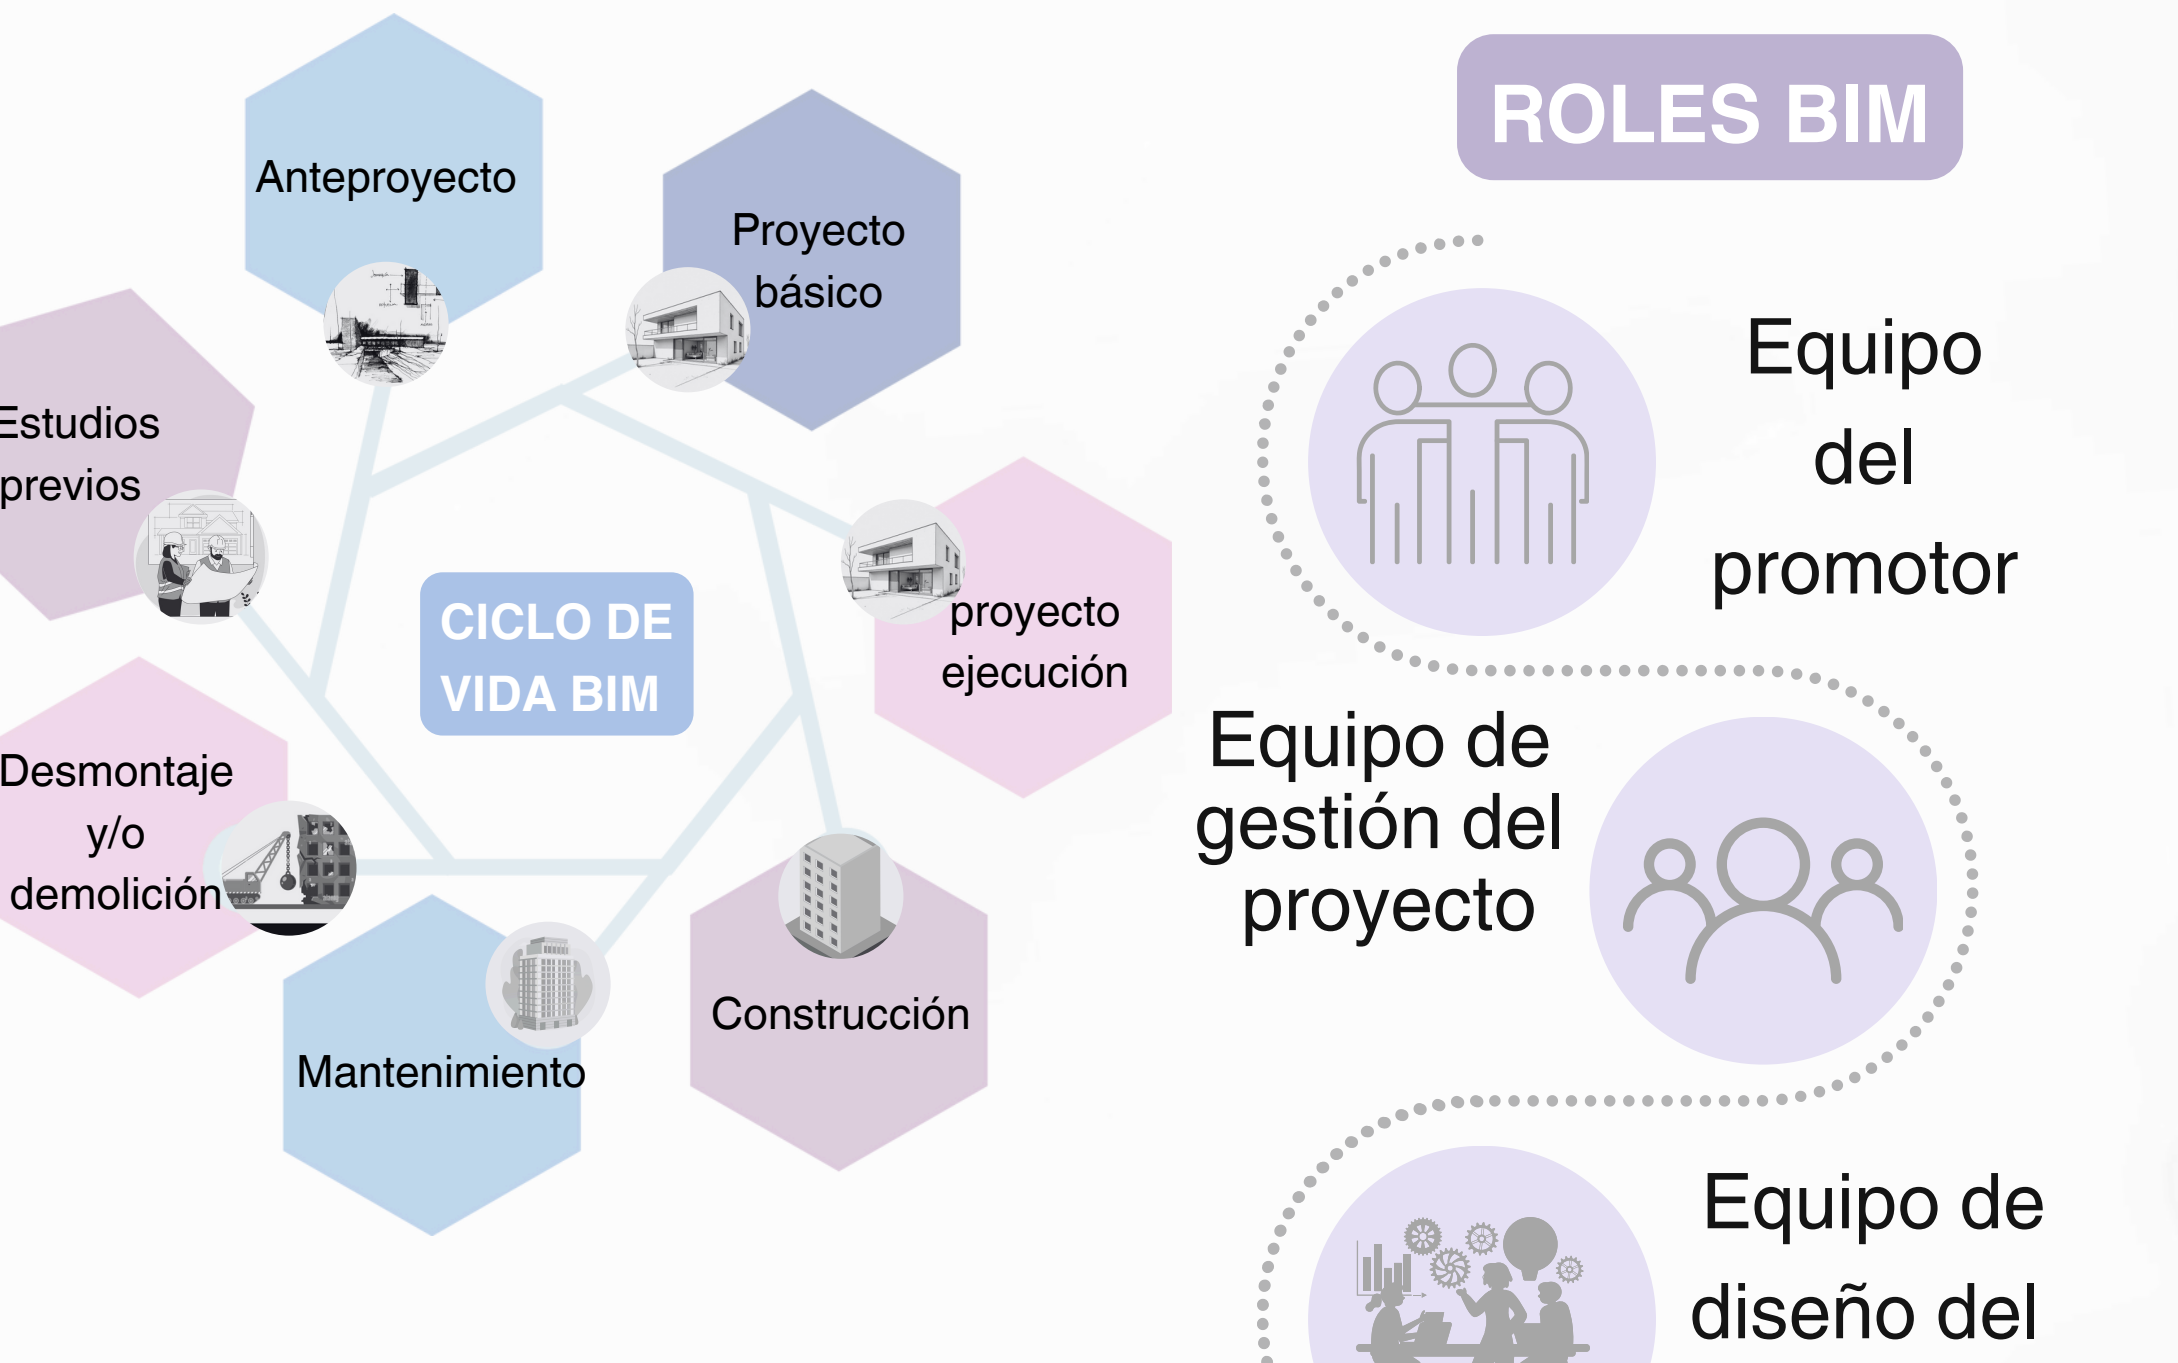 Anteproyecto
Proyecto
básico
Estudios
previos
CICLO DE
VIDA BIM
proyecto
ejecución
Desmontaje
y/o
demolición
Mantenimiento
Construcción
ROLES BIM
Equipo
del
promotor
Equipo de
gestión del
proyecto
Equipo de
diseño del